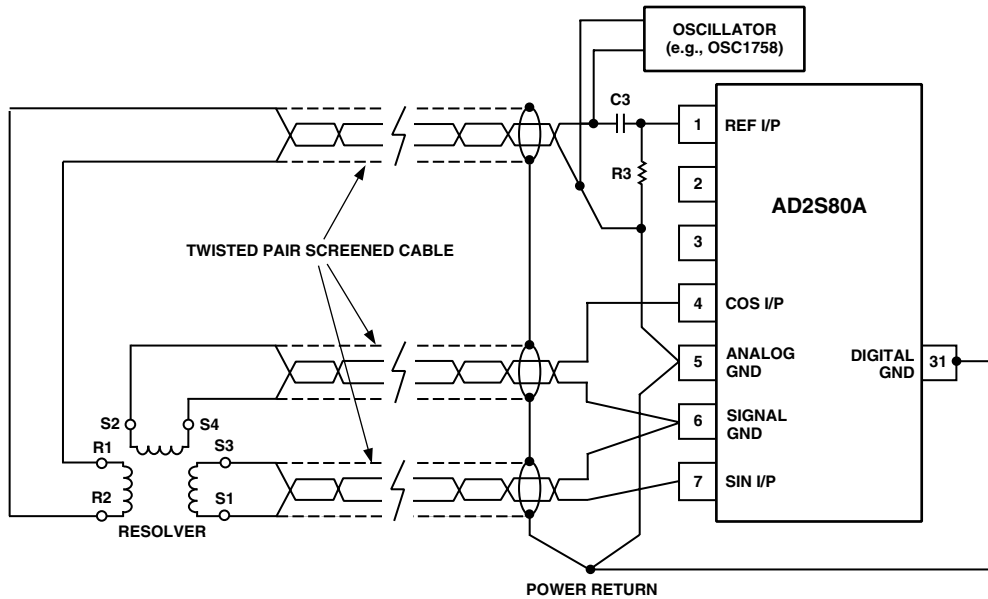 OSCILLATOR
(e.g., OSC1758)
C3
1
REF I/P
R3
2
AD2S80A
3
TWISTED PAIR SCREENED CABLE
4
COS I/P
5
ANALOG
GND
DIGITAL
GND
31
S2
S4
6
SIGNAL
GND
R1
S3
7
SIN I/P
R2
S1
RESOLVER
POWER RETURN